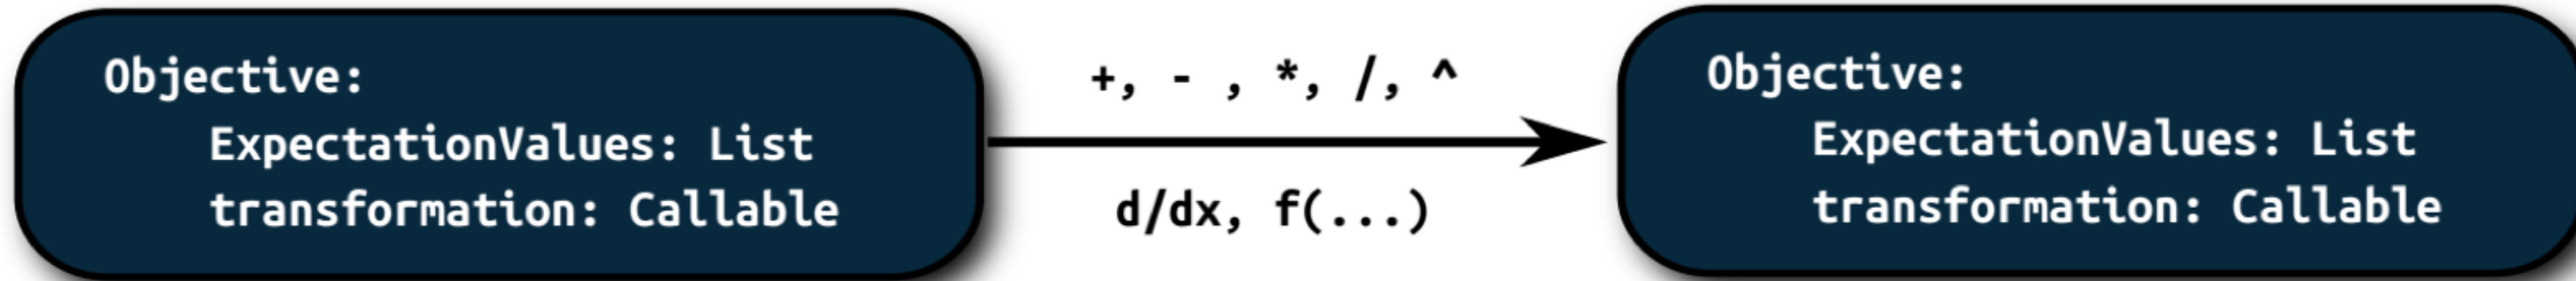 Objective:
ExpectationValues: List
transformation: Callable
+, - , *, /, ^
d/dx, f(...)
Objective:
ExpectationValues: List
transformation: Callable